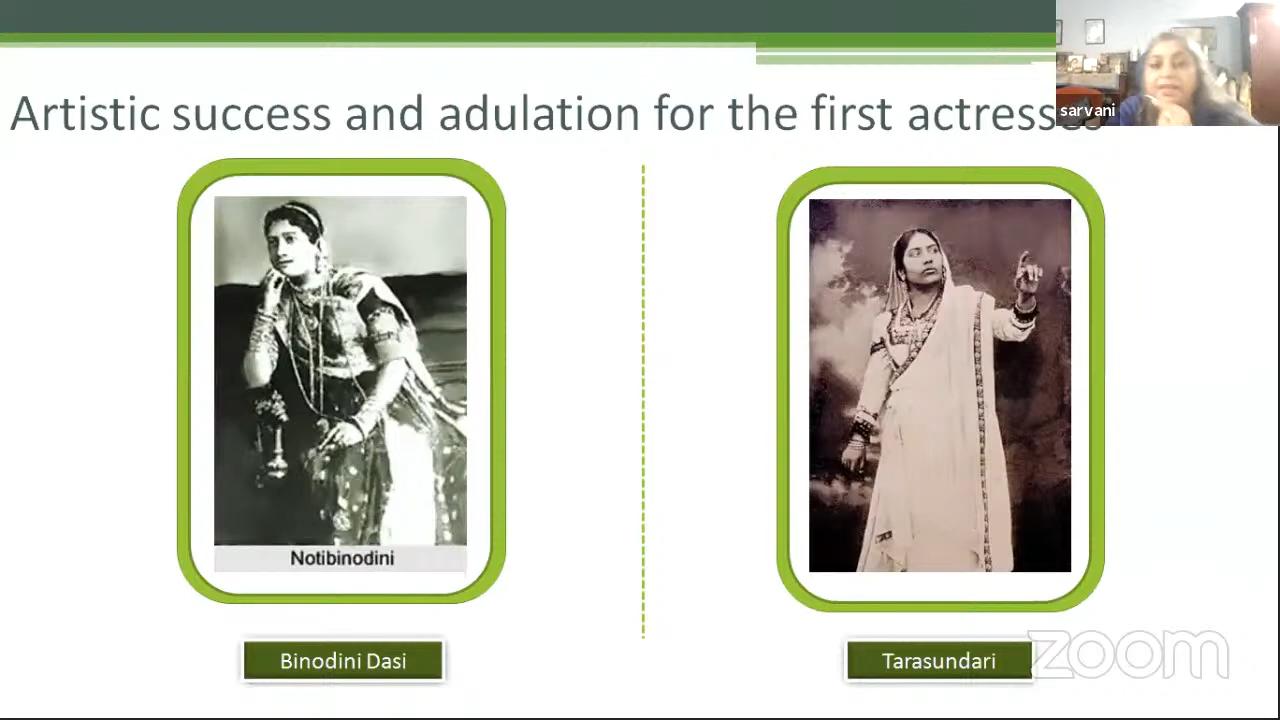 Artistic success and adulation for the first actresses
sarvani
Notibinodini
Binodini Dasi
Tarasundari
zoom